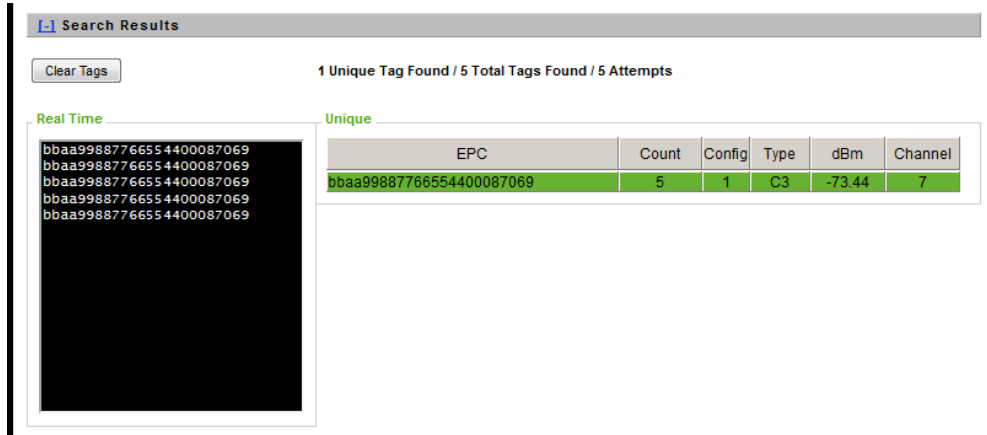 [-] Search Results
Clear Tags
1 Unique Tag Found / 5 Total Tags Found / 5 Attempts
Real Time
bbaa99887766554400087069
bbaa99887766554400087069
bbaa99887766554400087069
bbaa99887766554400087069
bbaa99887766554400087069
Unique
EPC Count Config Type dBm Channel
bbaa99887766554400087069 5 1 C3 -73.44 7